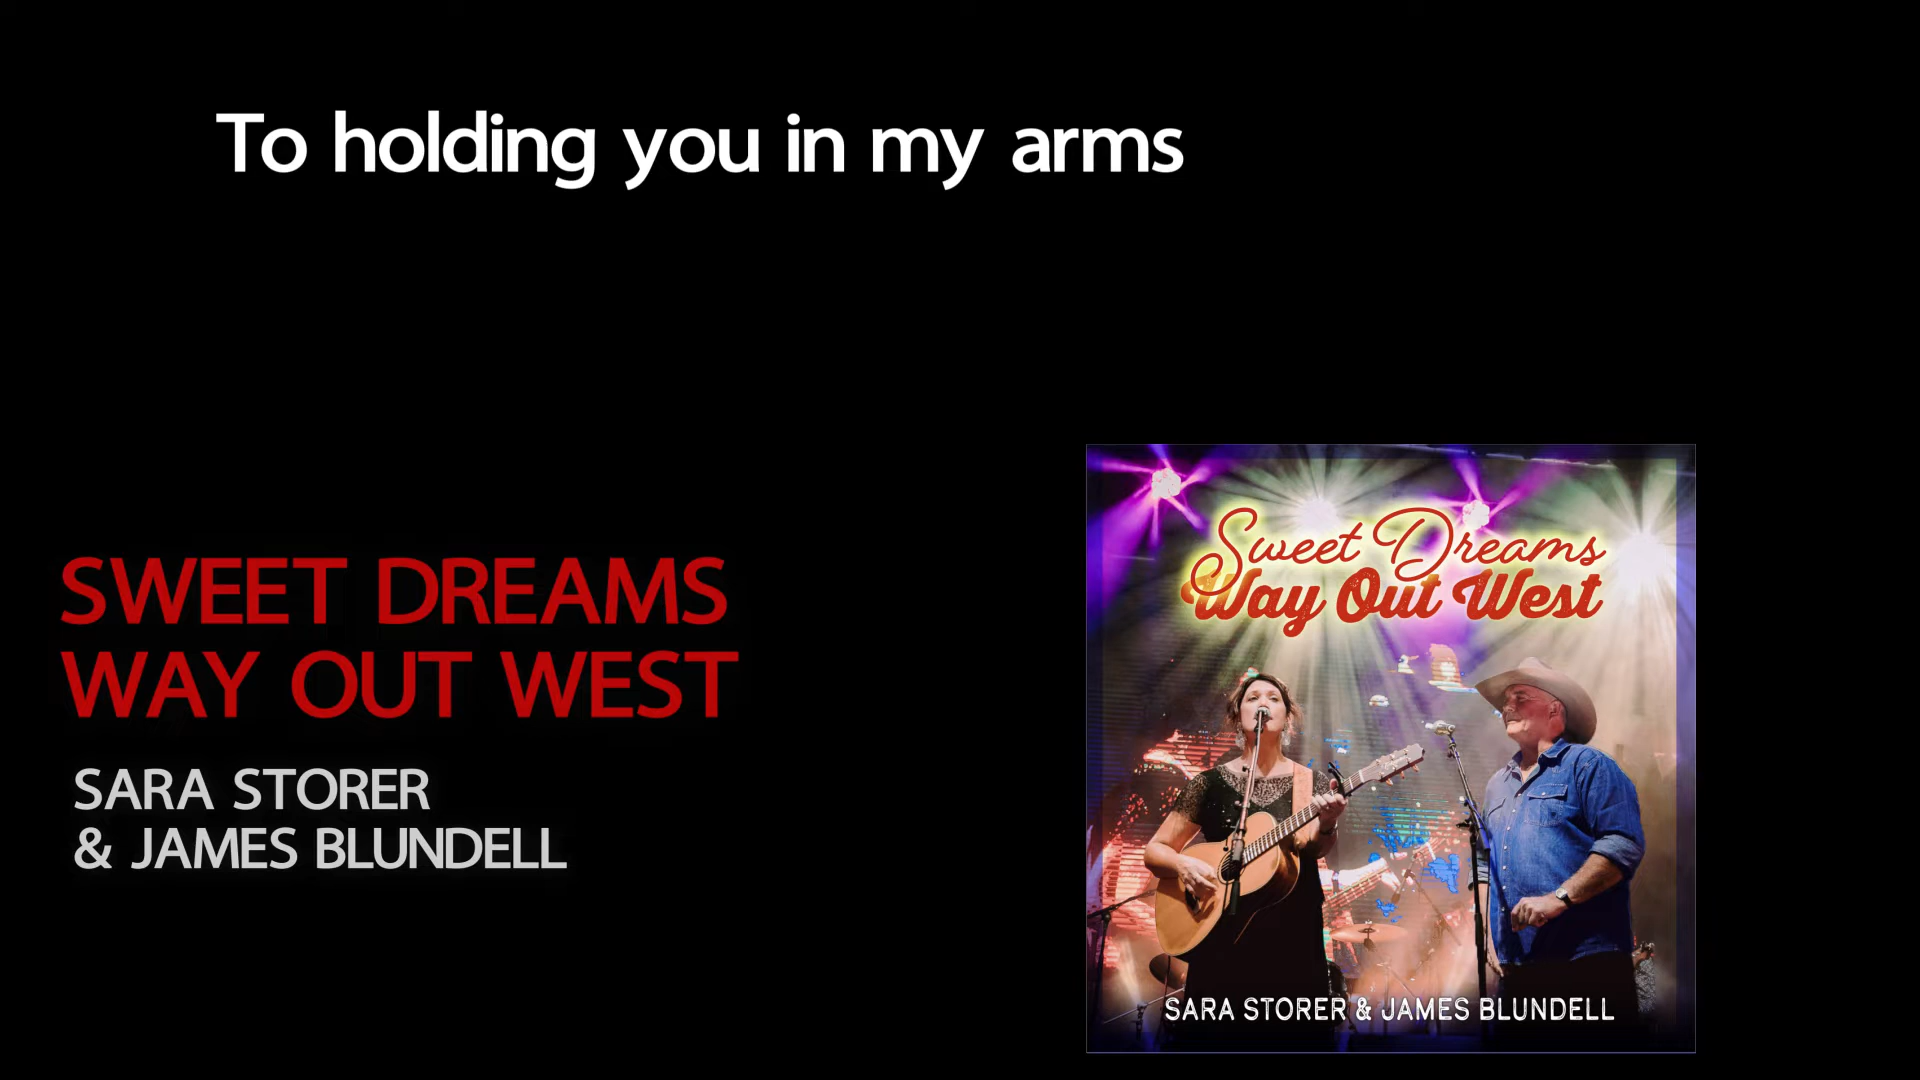 To holding you in my arms
SWEET DREAMS
WAY OUT WEST
SARA STORER
& JAMES BLUNDELL
Sweet Dreams
Way Out West
SARA STORER & JAMES BLUNDELL